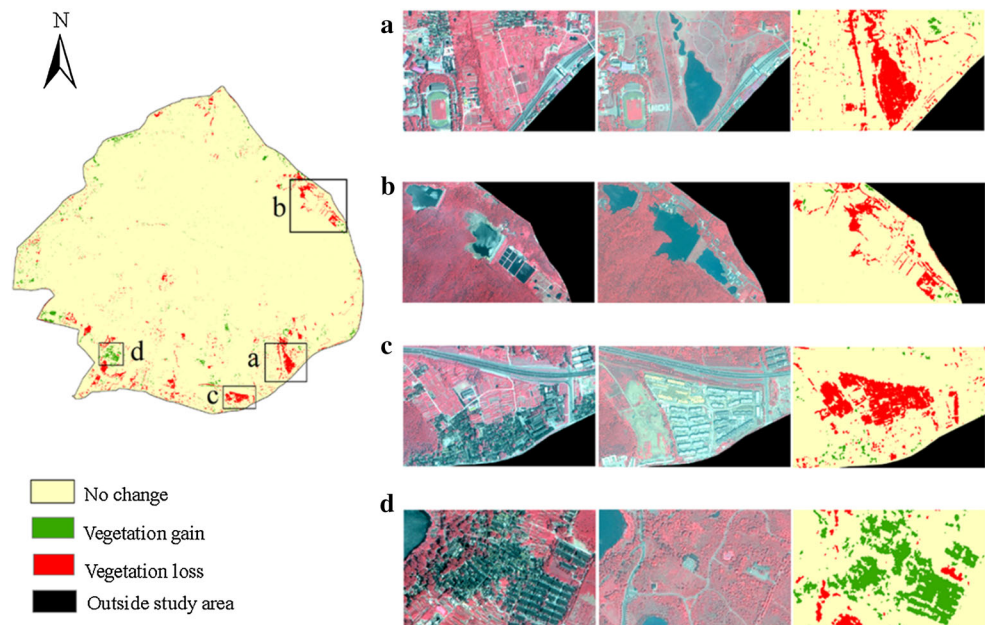 N
a
b
c
d
b
d
a
c
No change
Vegetation gain
Vegetation loss
Outside study area